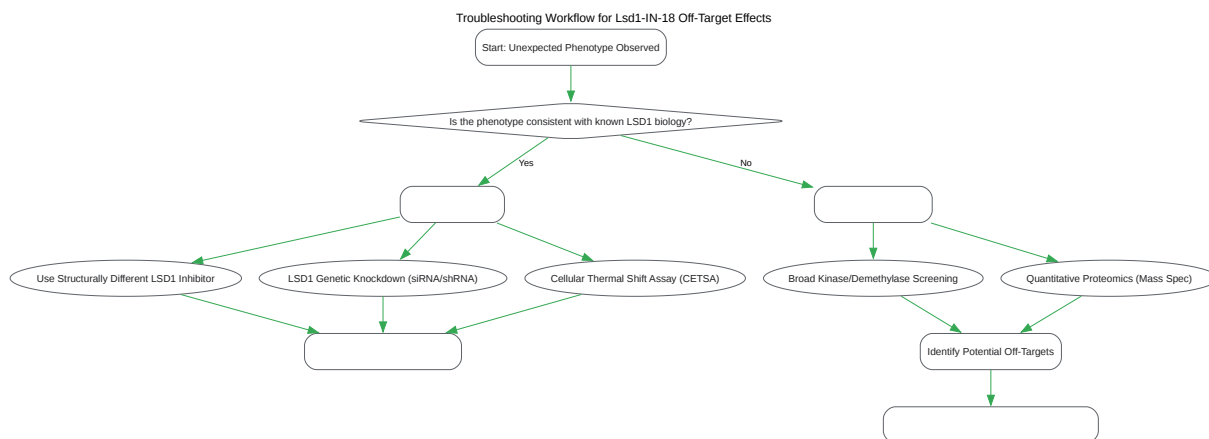 Troubleshooting Workflow for Lsd1-IN-18 Off-Target Effects
Start: Unexpected Phenotype Observed
Is the phenotype consistent with known LSD1 biology?
Yes
No
Use Structurally Different LSD1 Inhibitor
LSD1 Genetic Knockdown (siRNA/shRNA)
Cellular Thermal Shift Assay (CETSA)
Broad Kinase/Demethylase Screening
Quantitative Proteomics (Mass Spec)
Identify Potential Off-Targets